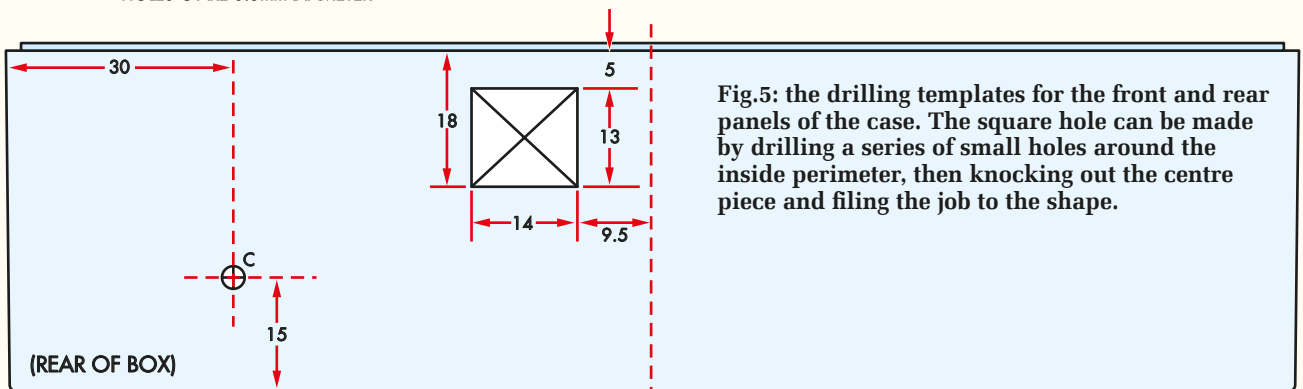 30
5
18
13
14
9.5
C
15
(REAR OF BOX)
Fig.5: the drilling templates for the front and rear
panels of the case. The square hole can be made
by drilling a series of small holes around the
inside perimeter, then knocking out the centre
piece and filing the job to the shape.